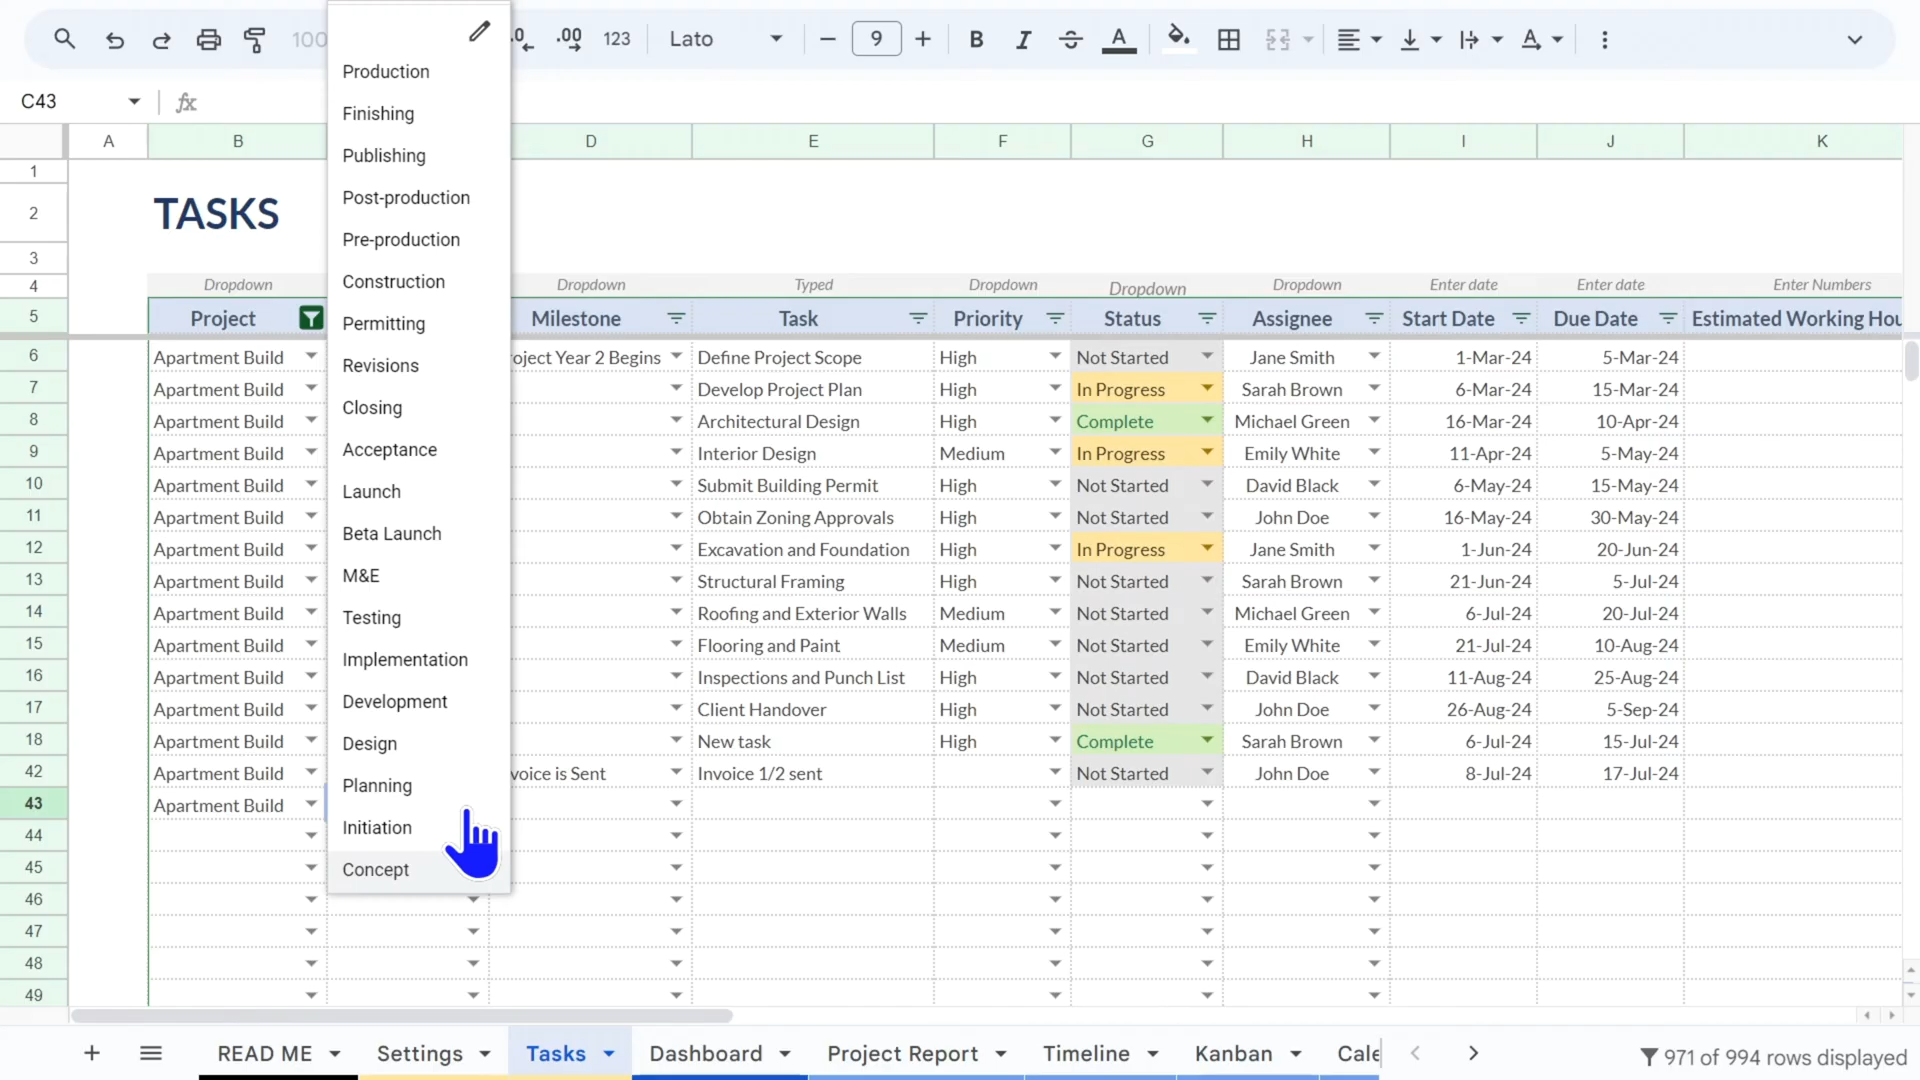 100
.0
.00
123
Lato
9
B
I
A
A
C43
fx
Production
Finishing
Publishing
Post-production
Pre-production
Construction
Permitting
Revisions
Closing
Acceptance
Launch
Beta Launch
M&E
Testing
Implementation
Development
Design
Planning
Initiation
Concept
A B D E F G H I J K
1
2 TASKS
3
4 Dropdown Dropdown Typed Dropdown Dropdown Dropdown Enter date Enter date Enter Numbers
5 Project Milestone Task Priority Status Assignee Start Date Due Date Estimated Working Hou
6 Apartment Build oject Year 2 Begins Define Project Scope High Not Started Jane Smith 1-Mar-24 5-Mar-24
7 Apartment Build Develop Project Plan High In Progress Sarah Brown 6-Mar-24 15-Mar-24
8 Apartment Build Architectural Design High Complete Michael Green 16-Mar-24 10-Apr-24
9 Apartment Build Interior Design Medium In Progress Emily White 11-Apr-24 5-May-24
10 Apartment Build Submit Building Permit High Not Started David Black 6-May-24 15-May-24
11 Apartment Build Obtain Zoning Approvals High Not Started John Doe 16-May-24 30-May-24
12 Apartment Build Excavation and Foundation High In Progress Jane Smith 1-Jun-24 20-Jun-24
13 Apartment Build Structural Framing High Not Started Sarah Brown 21-Jun-24 5-Jul-24
14 Apartment Build Roofing and Exterior Walls Medium Not Started Michael Green 6-Jul-24 20-Jul-24
15 Apartment Build Flooring and Paint Medium Not Started Emily White 21-Jul-24 10-Aug-24
16 Apartment Build Inspections and Punch List High Not Started David Black 11-Aug-24 25-Aug-24
17 Apartment Build Client Handover High Not Started John Doe 26-Aug-24 5-Sep-24
18 Apartment Build New task High Complete Sarah Brown 6-Jul-24 15-Jul-24
42 Apartment Build voice is Sent Invoice 1/2 sent Not Started John Doe 8-Jul-24 17-Jul-24
43 Apartment Build
44
45
46
47
48
49
READ ME Settings Tasks Dashboard Project Report Timeline Kanban Cale 971 of 994 rows displayed